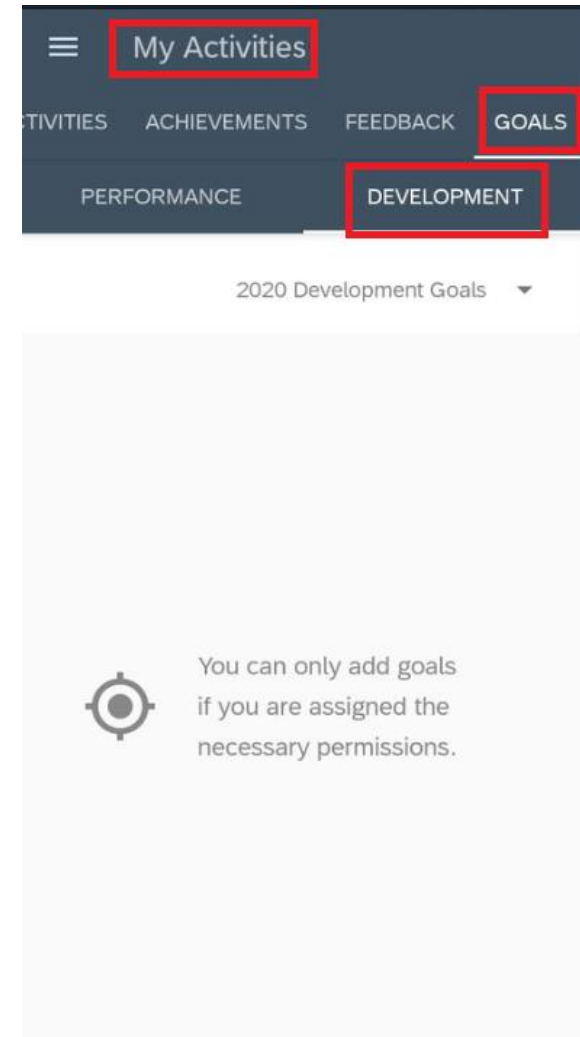 My Activities
TIVITIES ACHIEVEMENTS FEEDBACK GOALS
PERFORMANCE DEVELOPMENT
2020 Development Goals
You can only add goals
if you are assigned the
necessary permissions.